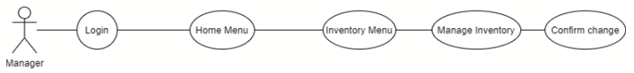 Login
Home Menu
Inventory Menu
Manage Inventory
Confirm change
Manager